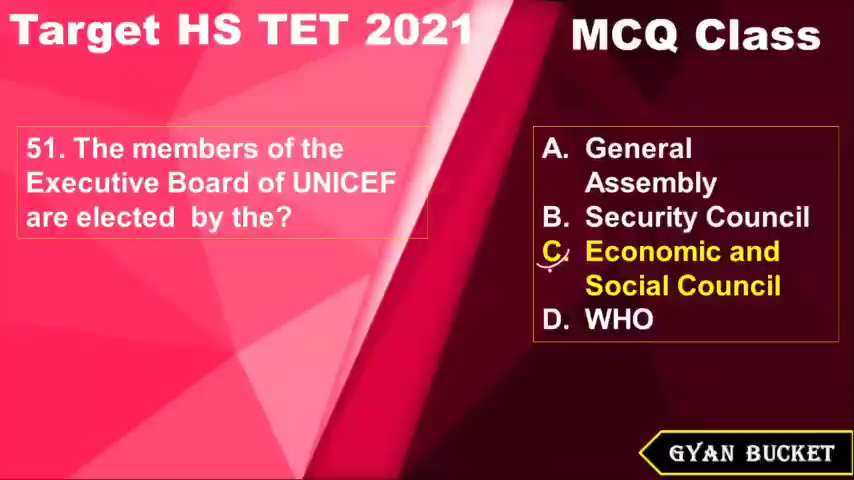 Target HS TET 2021
MCQ Class
51. The members of the
Executive Board of UNICEF
are elected by the?
A. General
Assembly
B. Security Council
C. Economic and
Social Council
D. WHO
GYAN BUCKET